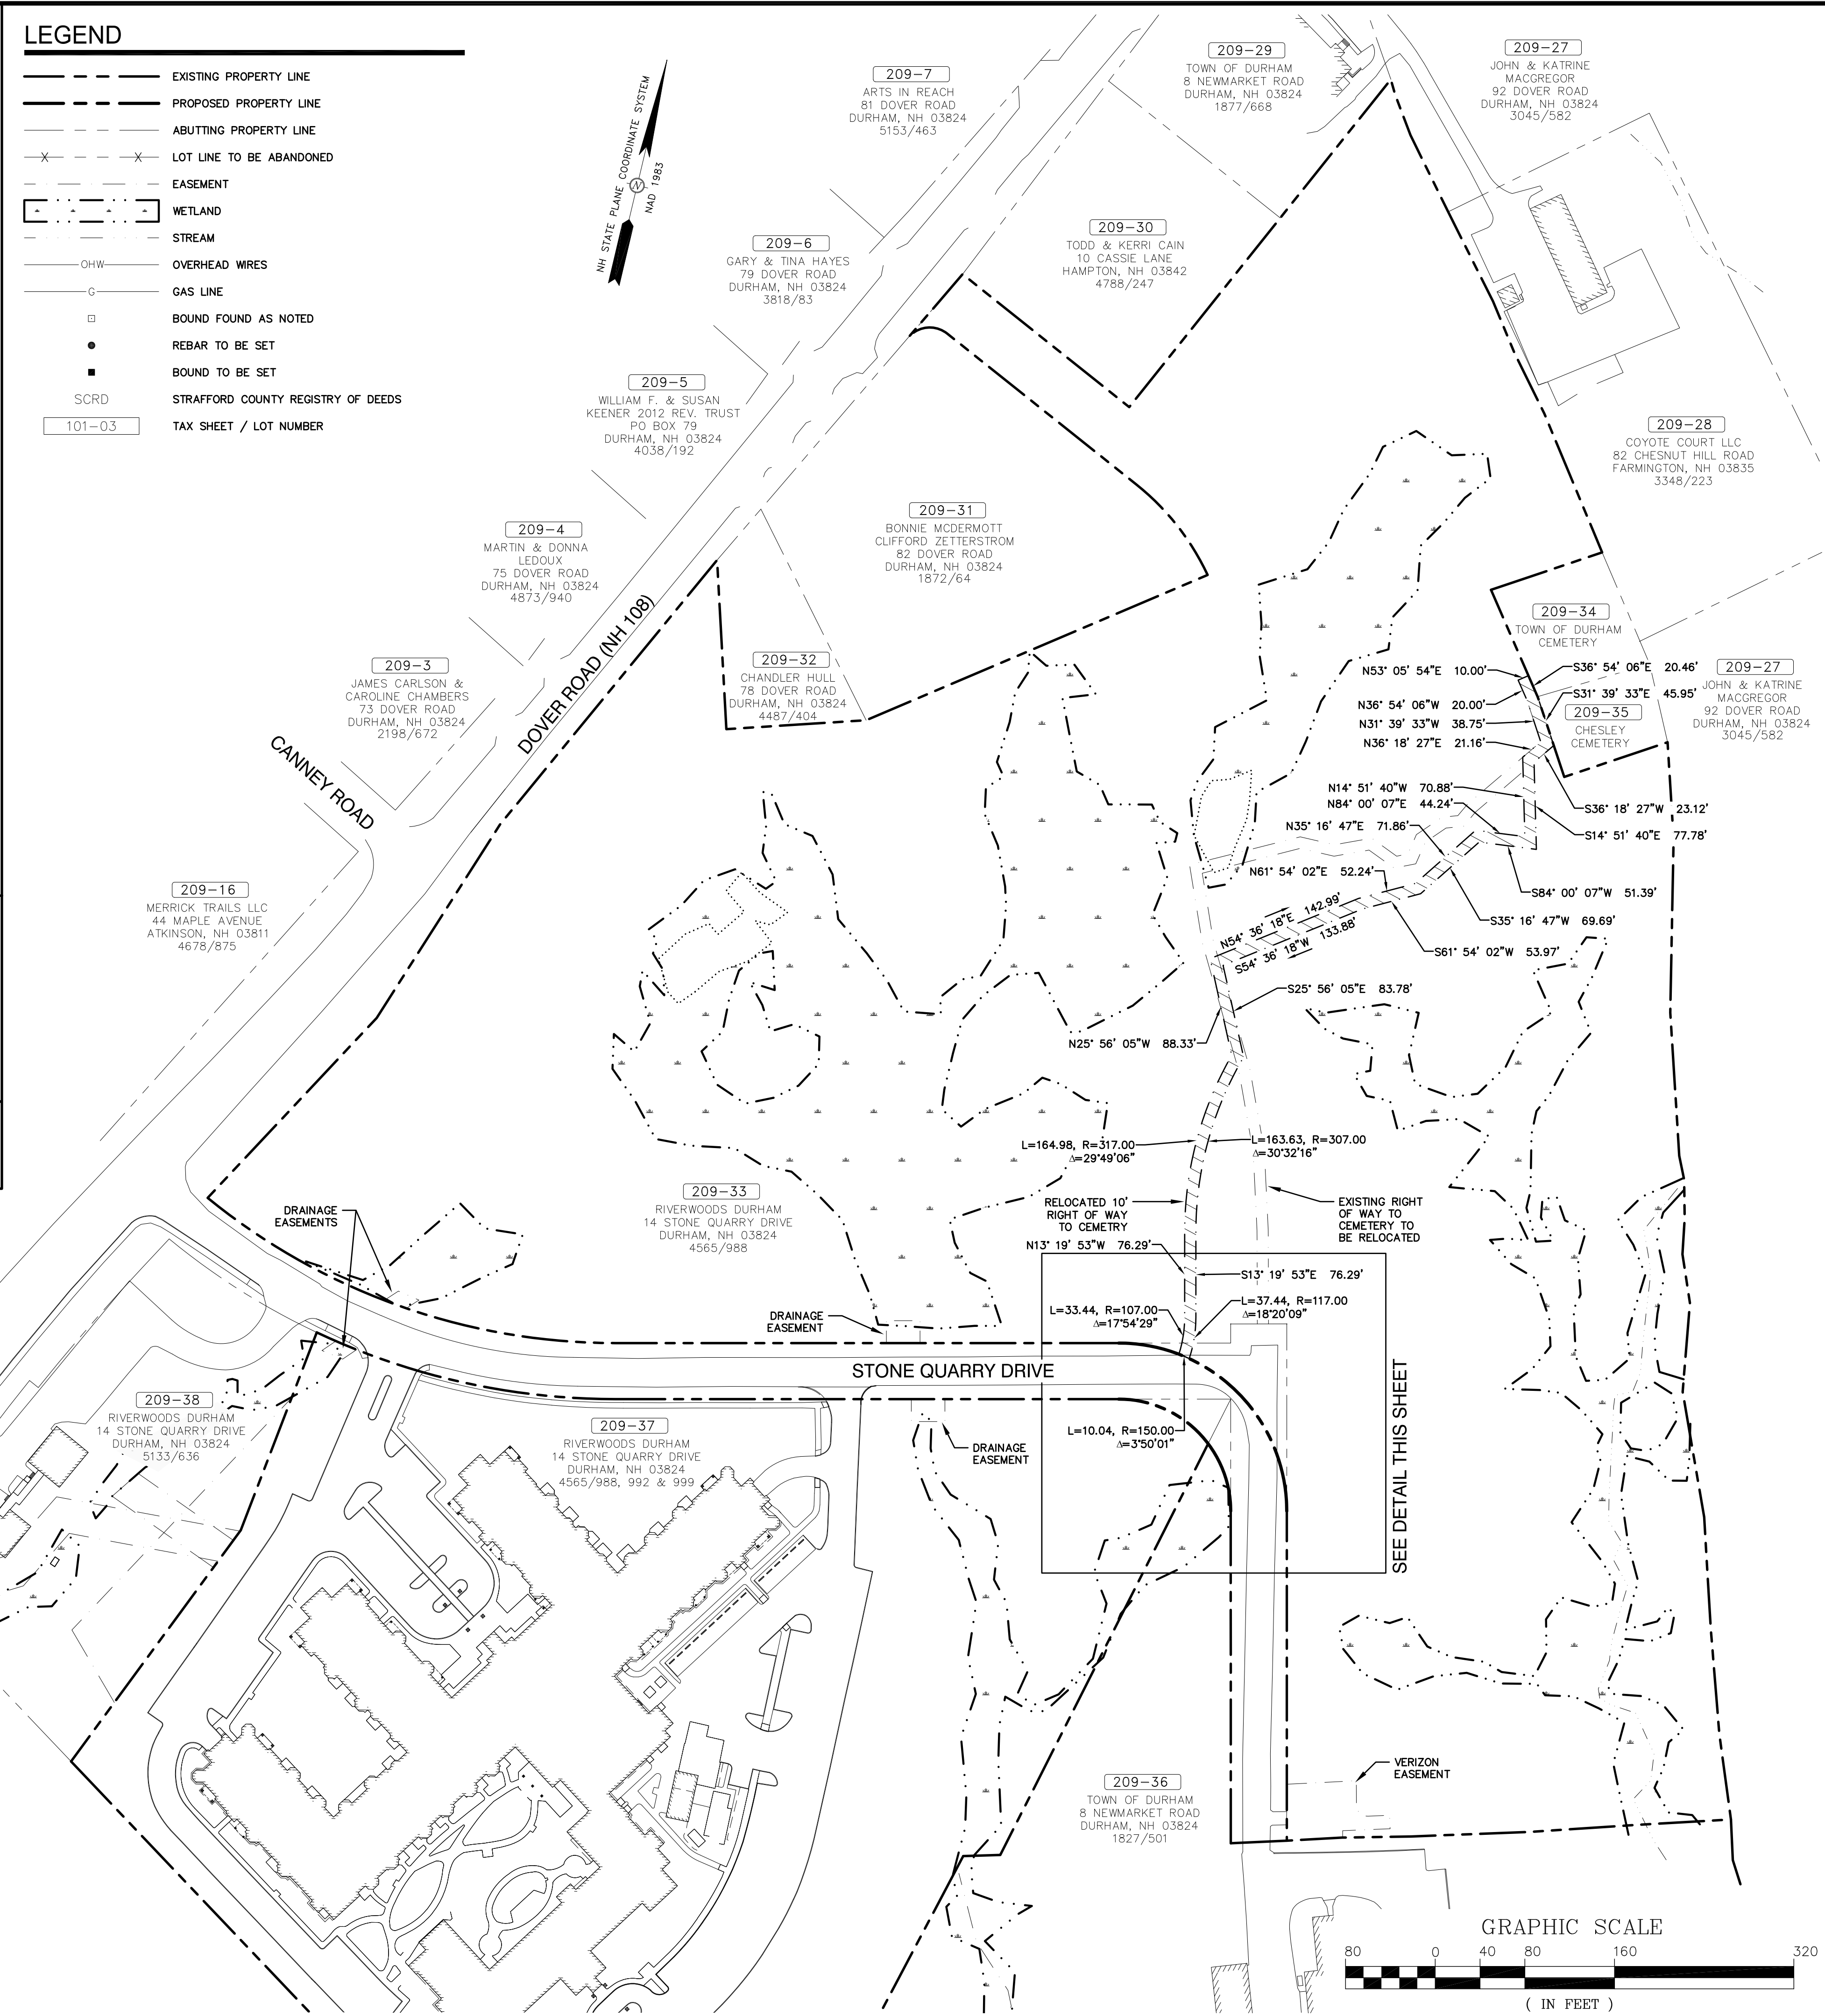 LEGEND
EXISTING PROPERTY LINE
PROPOSED PROPERTY LINE
ABUTTING PROPERTY LINE
X X LOT LINE TO BE ABANDONED
EASEMENT
WETLAND
STREAM
OHW OVERHEAD WIRES
G GAS LINE
BOUND FOUND AS NOTED
REBAR TO BE SET
BOUND TO BE SET
SCRD STRAFFORD COUNTY REGISTRY OF DEEDS
101-03 TAX SHEET / LOT NUMBER
NH STATE PLANE COORDINATE SYSTEM
N
NAD 1983
209-7
ARTS IN REACH
81 DOVER ROAD
DURHAM, NH 03824
5153/463
209-29
TOWN OF DURHAM
8 NEWMARKET ROAD
DURHAM, NH 03824
1877/668
209-27
JOHN & KATRINE
MACGREGOR
92 DOVER ROAD
DURHAM, NH 03824
3045/582
209-6
GARY & TINA HAYES
79 DOVER ROAD
DURHAM, NH 03824
3818/83
209-30
TODD & KERRI CAIN
10 CASSIE LANE
HAMPTON, NH 03842
4788/247
209-5
WILLIAM F. & SUSAN
KEENER 2012 REV. TRUST
PO BOX 79
DURHAM, NH 03824
4038/192
209-28
COYOTE COURT LLC
82 CHESNUT HILL ROAD
FARMINGTON, NH 03835
3348/223
209-4
MARTIN & DONNA
LEDOUX
75 DOVER ROAD
DURHAM, NH 03824
4873/940
209-31
BONNIE MCDERMOTT
CLIFFORD ZETTERSTROM
82 DOVER ROAD
DURHAM, NH 03824
1872/64
209-34
TOWN OF DURHAM
CEMETERY
209-3
JAMES CARLSON &
CAROLINE CHAMBERS
73 DOVER ROAD
DURHAM, NH 03824
2198/672
DOVER ROAD (NH 108)
209-32
CHANDLER HULL
78 DOVER ROAD
DURHAM, NH 03824
4487/404
N53° 05' 54"E 10.00'
S36° 54' 06"E 20.46'
N36° 54' 06"W 20.00'
S31° 39' 33"E 45.95'
N31° 39' 33"W 38.75'
N36° 18' 27"E 21.16'
209-35
CHESLEY
CEMETERY
209-27
JOHN & KATRINE
MACGREGOR
92 DOVER ROAD
DURHAM, NH 03824
3045/582
CANNEY ROAD
N14° 51' 40"W 70.88'
N84° 00' 07"E 44.24'
N35° 16' 47"E 71.86'
S36° 18' 27"W 23.12'
S14° 51' 40"E 77.78'
N61° 54' 02"E 52.24'
S84° 00' 07"W 51.39'
S35° 16' 47"W 69.69'
N54° 36' 18"E 142.99'
S54° 36' 18"W 133.88'
S61° 54' 02"W 53.97'
209-16
MERRICK TRAILS LLC
44 MAPLE AVENUE
ATKINSON, NH 03811
4678/875
S25° 56' 05"E 83.78'
N25° 56' 05"W 88.33'
L=164.98, R=317.00
Δ=29°49'06"
L=163.63, R=307.00
Δ=30°32'16"
209-33
RIVERWOODS DURHAM
14 STONE QUARRY DRIVE
DURHAM, NH 03824
4565/988
RELOCATED 10'
RIGHT OF WAY
TO CEMETRY
EXISTING RIGHT
OF WAY TO
CEMETERY TO
BE RELOCATED
DRAINAGE
EASEMENTS
N13° 19' 53"W 76.29'
S13° 19' 53"E 76.29'
DRAINAGE
EASEMENT
L=33.44, R=107.00
Δ=17°54'29"
L=37.44, R=117.00
Δ=18°20'09"
STONE QUARRY DRIVE
SEE DETAIL THIS SHEET
209-38
RIVERWOODS DURHAM
14 STONE QUARRY DRIVE
DURHAM, NH 03824
5133/636
209-37
RIVERWOODS DURHAM
14 STONE QUARRY DRIVE
DURHAM, NH 03824
4565/988, 992 & 999
L=10.04, R=150.00
Δ=3°50'01"
DRAINAGE
EASEMENT
209-36
TOWN OF DURHAM
8 NEWMARKET ROAD
DURHAM, NH 03824
1827/501
VERIZON
EASEMENT
GRAPHIC SCALE
80 0 40 80 160 320
( IN FEET )